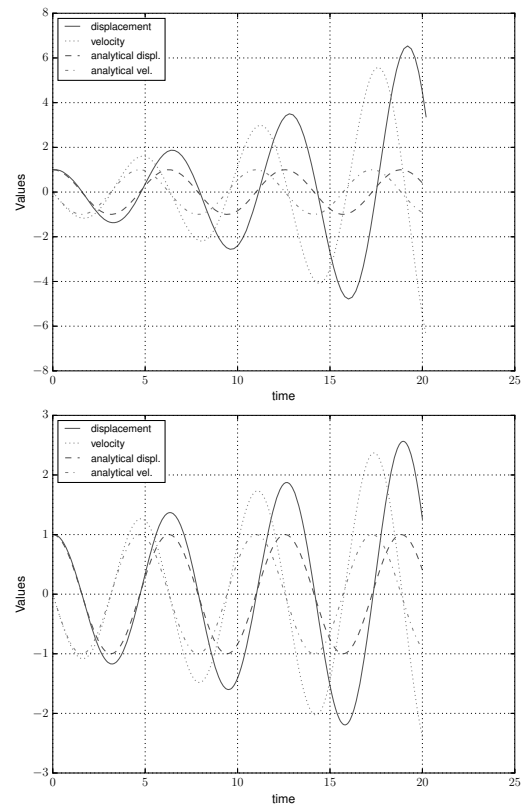 8
6
4
2
0
−2
−4
−6
−8
Values
displacement
velocity
analytical displ.
analytical vel.
0 5 10 15 20 25
time
3
2
1
0
−1
−2
−3
Values
displacement
velocity
analytical displ.
analytical vel.
0 5 10 15 20 25
time